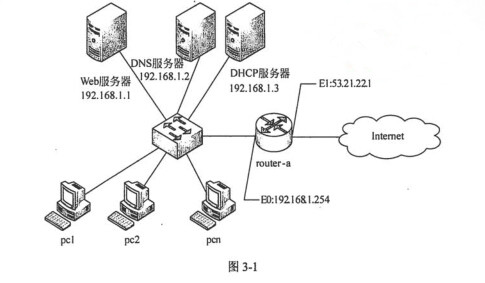 Web服务器
192.168.1.1
DNS服务器
192.168.1.2
DHCP服务器
192.168.1.3
E1:53.21.22.1
Internet
router-a
E0:192.168.1.254
pc1
pc2
pcn
图 3-1